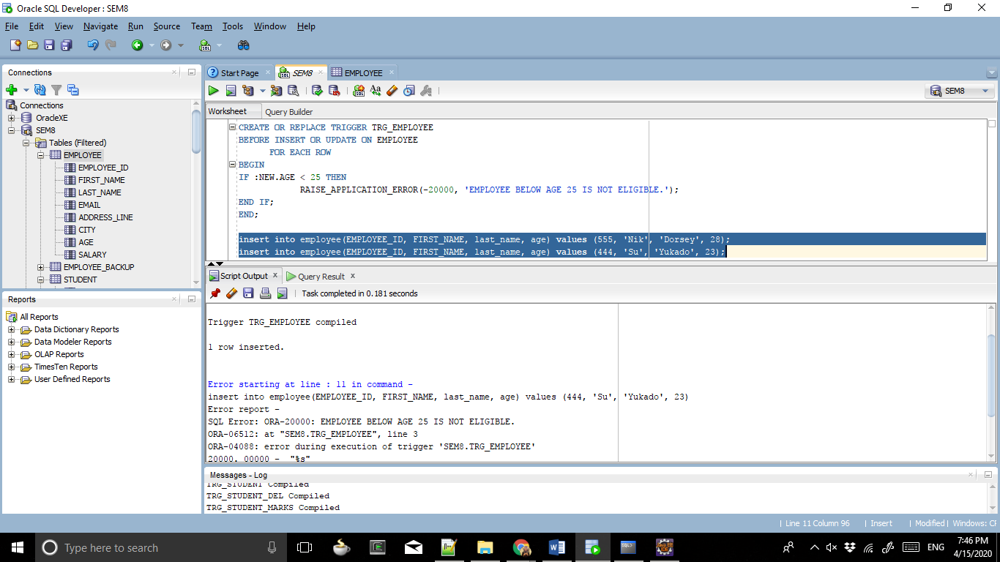 Oracle SQL Developer : SEM8
File Edit View Navigate Run Source Team Tools Window Help
Connections
Connections
OracleXE
SEM8
Tables (Filtered)
EMPLOYEE
EMPLOYEE_ID
FIRST_NAME
LAST_NAME
EMAIL
ADDRESS_LINE
CITY
AGE
SALARY
EMPLOYEE_BACKUP
STUDENT
Reports
All Reports
Data Dictionary Reports
Data Modeler Reports
OLAP Reports
TimesTen Reports
User Defined Reports
Start Page SEM8 EMPLOYEE
SEM8
Worksheet Query Builder
CREATE OR REPLACE TRIGGER TRG_EMPLOYEE
BEFORE INSERT OR UPDATE ON EMPLOYEE
FOR EACH ROW
BEGIN
IF :NEW.AGE < 25 THEN
RAISE_APPLICATION_ERROR(-20000, 'EMPLOYEE BELOW AGE 25 IS NOT ELIGIBLE.');
END IF;
END;
insert into employee(EMPLOYEE_ID, FIRST_NAME, last_name, age) values (555, 'Nik', 'Dorsey', 28);
insert into employee(EMPLOYEE_ID, FIRST_NAME, last_name, age) values (444, 'Su', 'Yukado', 23);
Script Output Query Result
Task completed in 0.181 seconds
Trigger TRG_EMPLOYEE compiled
1 row inserted.
Error starting at line : 11 in command -
insert into employee(EMPLOYEE_ID, FIRST_NAME, last_name, age) values (444, 'Su', 'Yukado', 23)
Error report -
SQL Error: ORA-20000: EMPLOYEE BELOW AGE 25 IS NOT ELIGIBLE.
ORA-06512: at "SEM8.TRG_EMPLOYEE", line 3
ORA-04088: error during execution of trigger 'SEM8.TRG_EMPLOYEE'
20000. 00000 - "%s"
Messages - Log
TRG_STUDENT Compiled
TRG_STUDENT_DEL Compiled
TRG_STUDENT_MARKS Compiled
Line 11 Column 96 Insert Modified Windows: CF
Type here to search
ENG
7:46 PM
4/15/2020